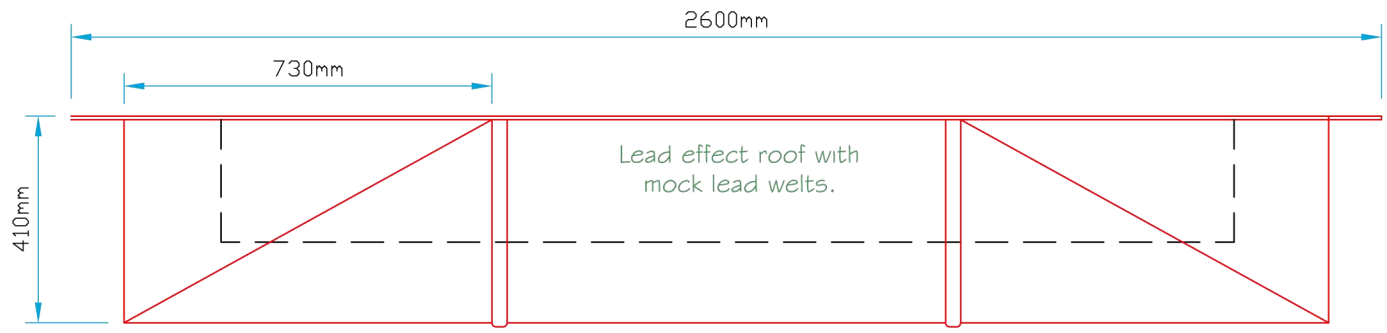 2600mm
730mm
410mm
Lead effect roof with
mock lead welts.